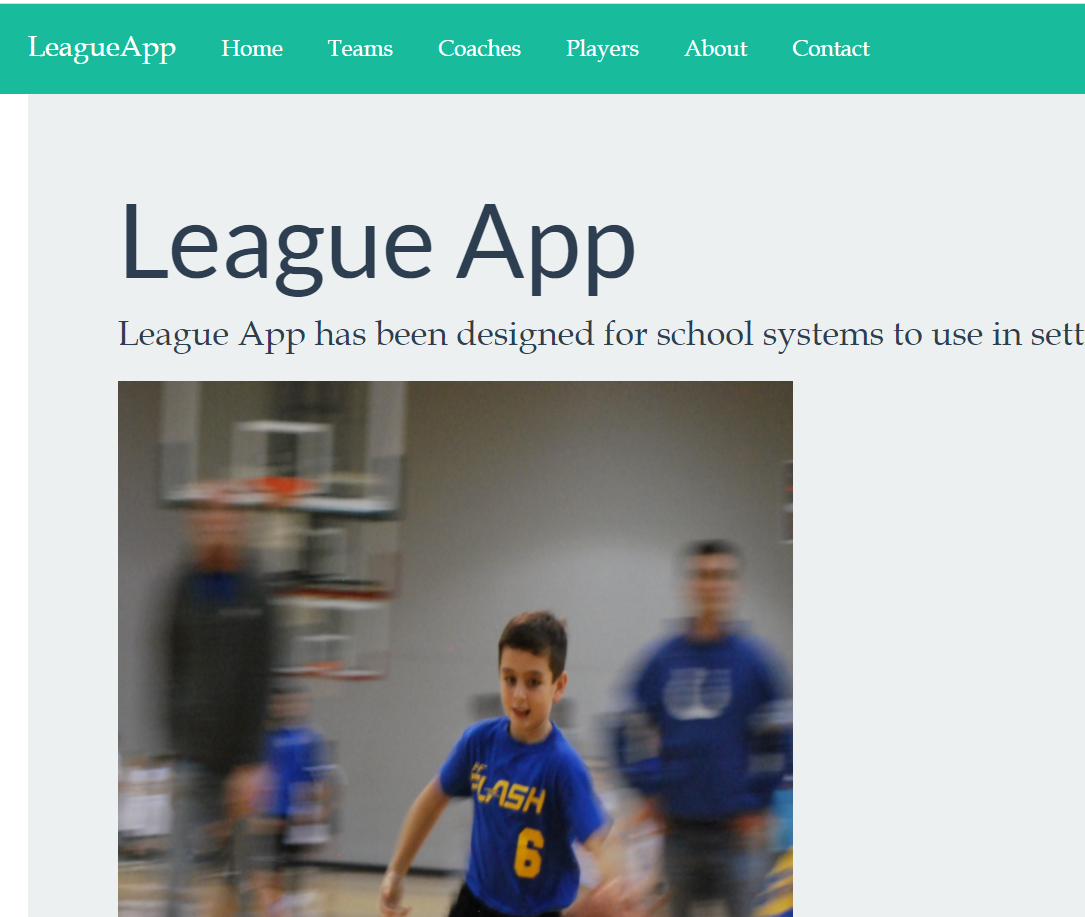 LeagueApp Home Teams Coaches Players About Contact
League App
League App has been designed for school systems to use in sett
FLASH
6